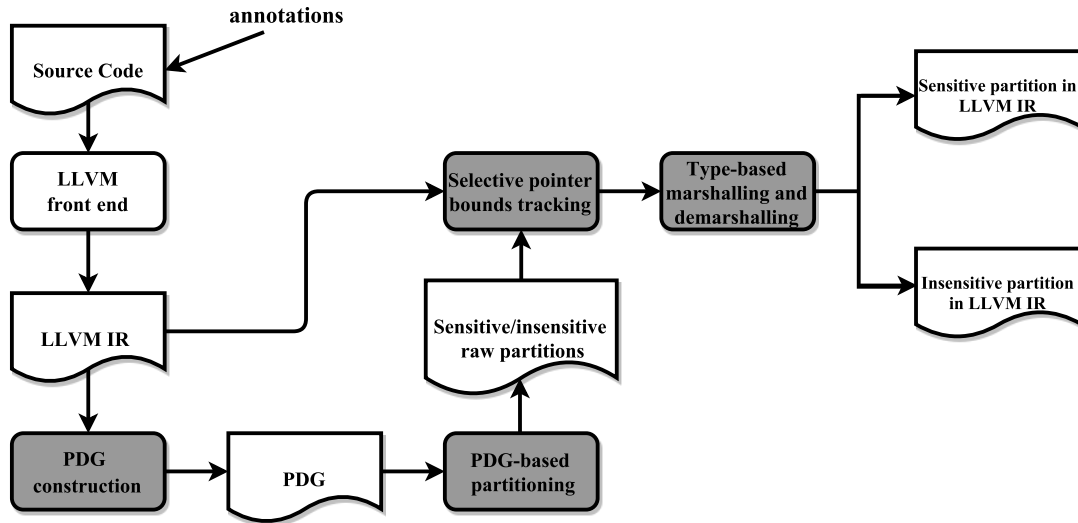 annotations
Source Code
LLVM
front end
LLVM IR
PDG
construction
PDG
PDG-based
partitioning
Sensitive/insensitive
raw partitions
Selective pointer
bounds tracking
Type-based
marshalling and
demarshalling
Sensitive partition in
LLVM IR
Insensitive partition
in LLVM IR